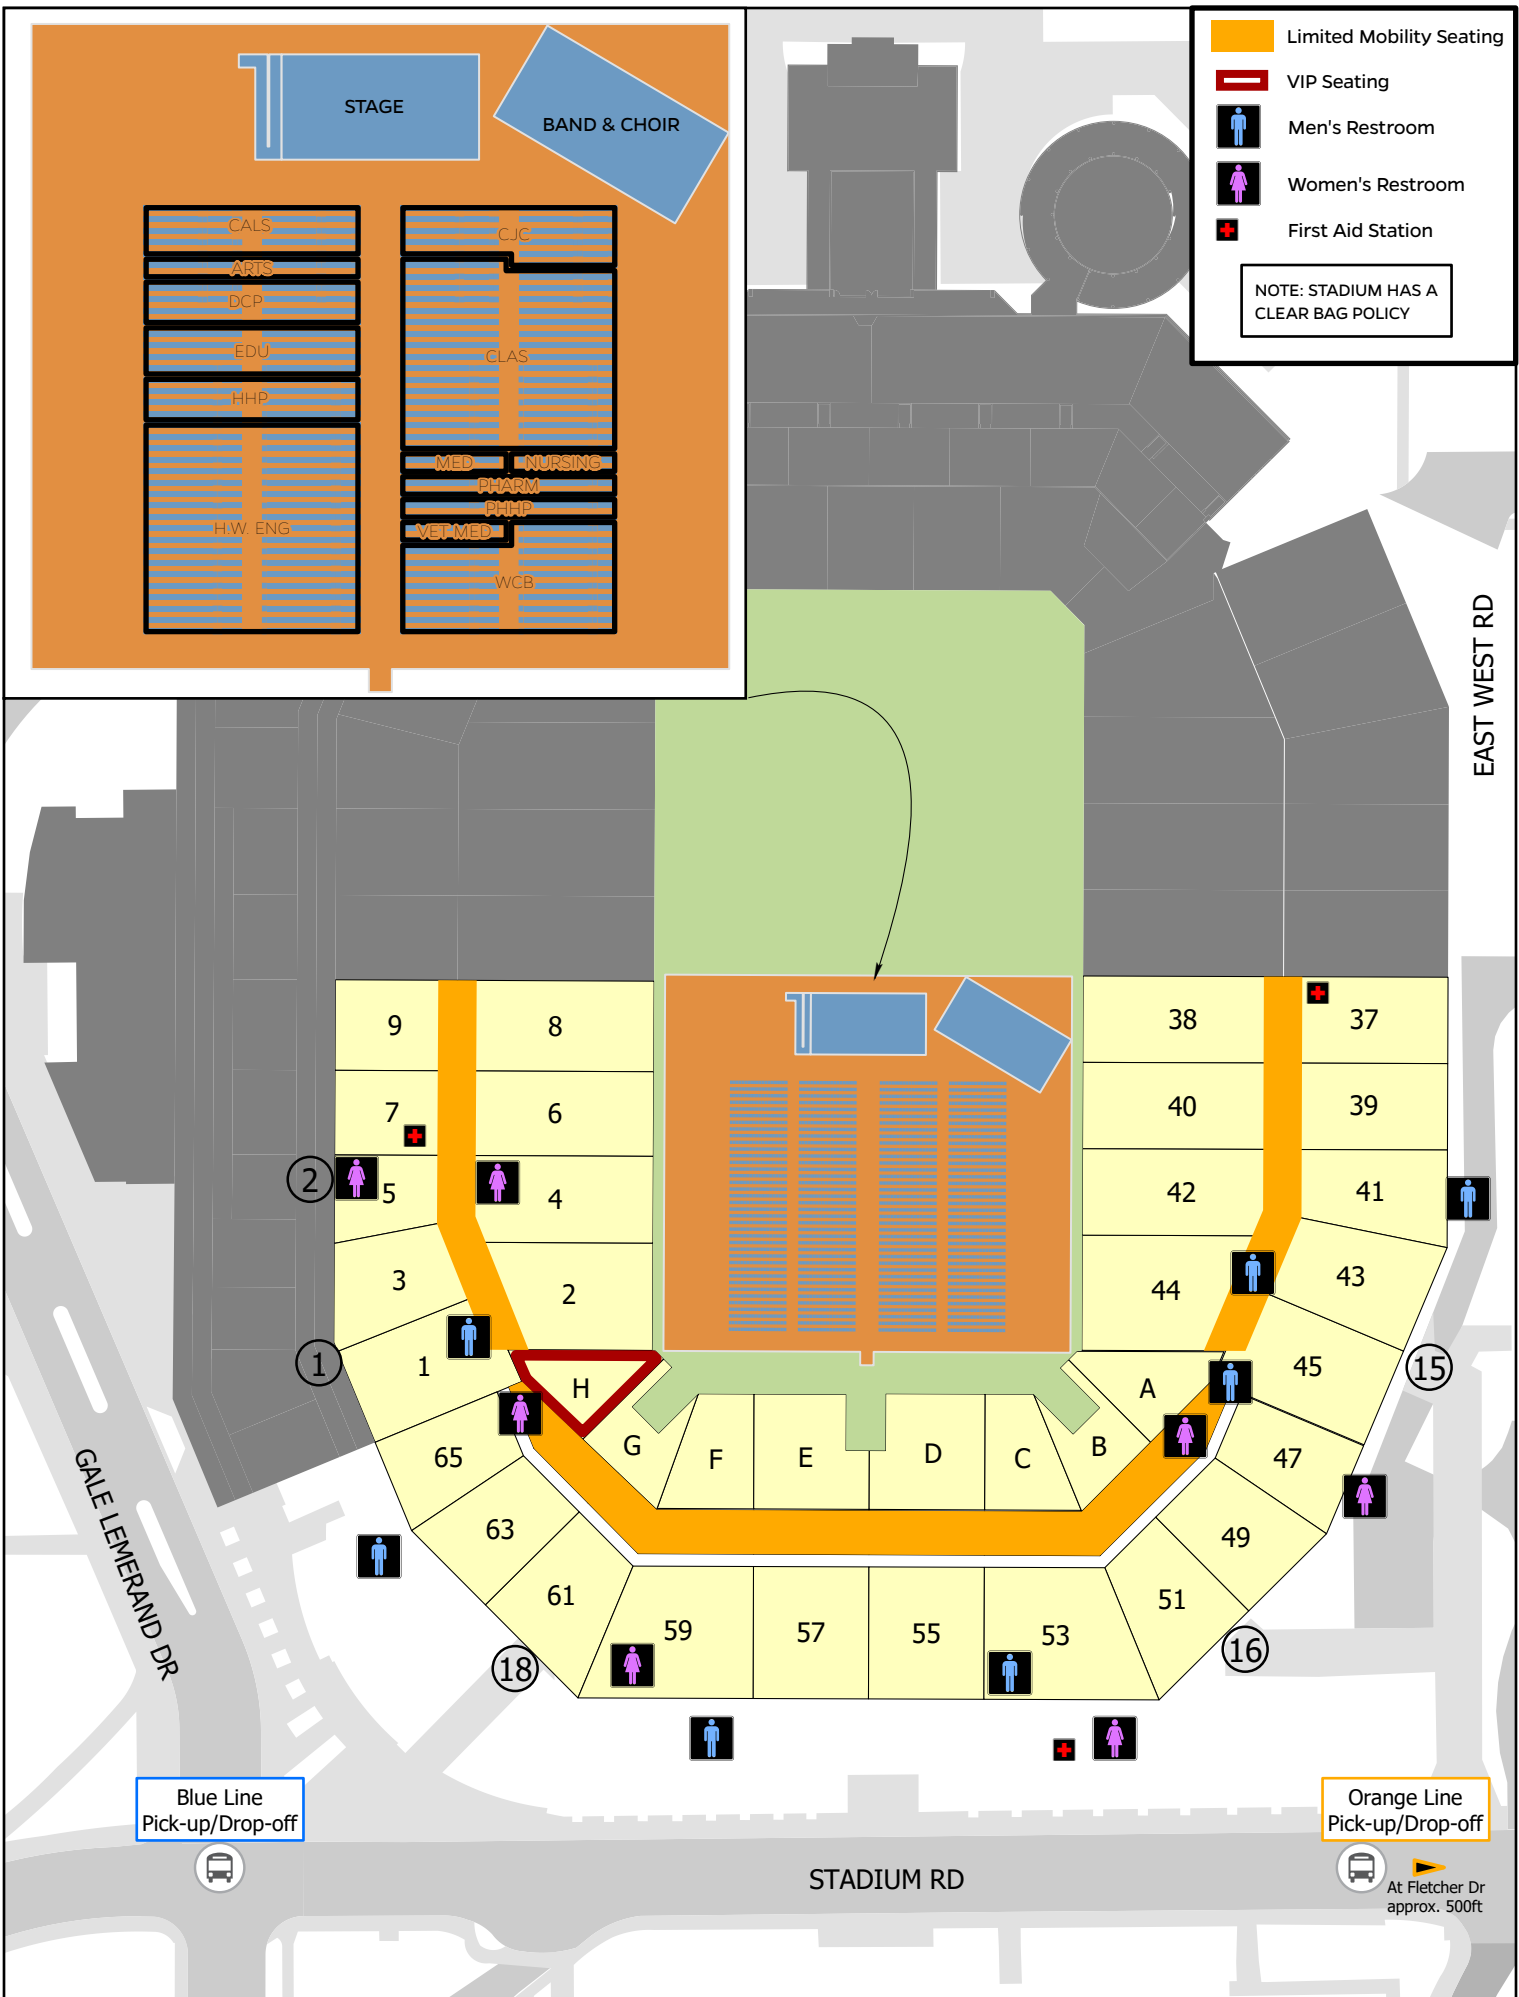 STAGE
BAND & CHOIR
CALS
ARTS
DCP
EDU
HHP
H.W. ENG
CJC
CLAS
MED
NURSING
PHARM
PHHP
VET MED
WCB
Limited Mobility Seating
VIP Seating
Men's Restroom
Women's Restroom
First Aid Station
NOTE: STADIUM HAS A
CLEAR BAG POLICY
EAST WEST RD
9
8
38
37
7
6
40
39
2
5
4
42
41
3
2
44
43
1
1
H
A
45
15
65
G
F
E
D
C
B
47
63
49
61
59
57
55
53
51
18
16
GALE LEMERAND DR
Blue Line
Pick-up/Drop-off
Orange Line
Pick-up/Drop-off
STADIUM RD
At Fletcher Dr
approx. 500ft